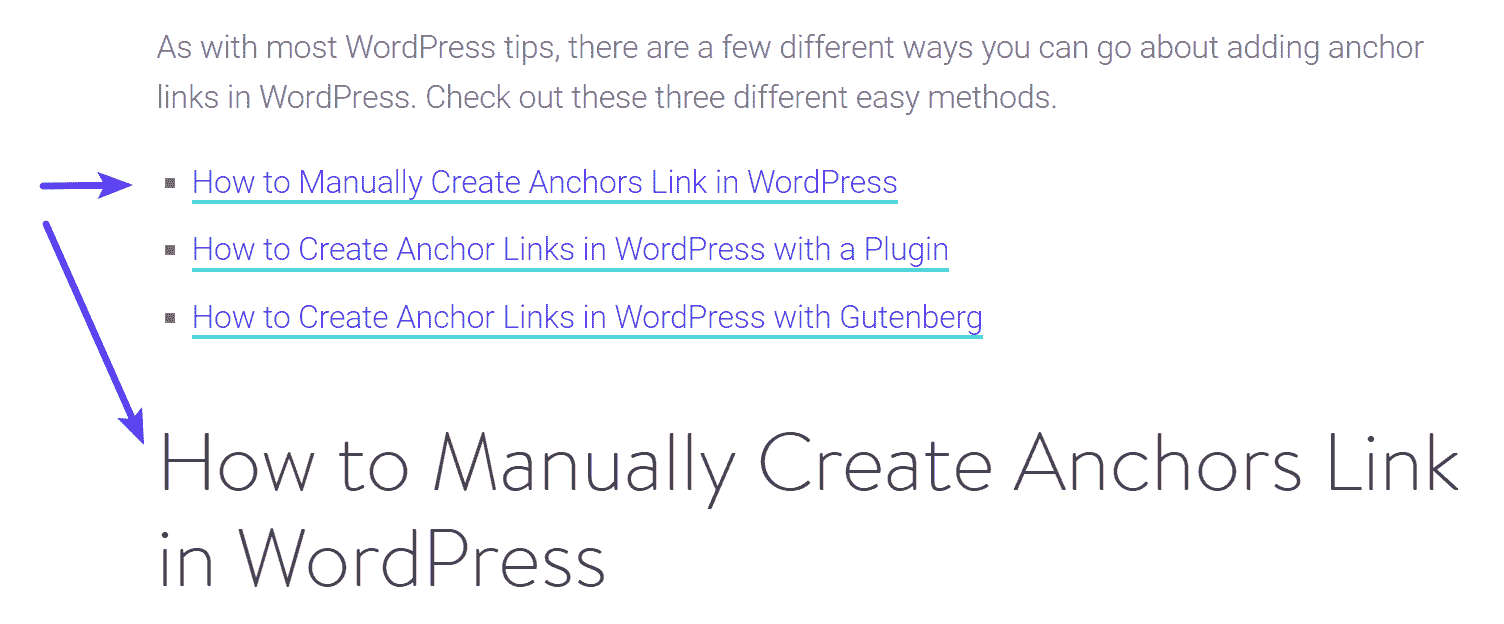 As with most WordPress tips, there are a few different ways you can go about adding anchor
links in WordPress. Check out these three different easy methods.
How to Manually Create Anchors Link in WordPress
How to Create Anchor Links in WordPress with a Plugin
How to Create Anchor Links in WordPress with Gutenberg
How to Manually Create Anchors Link
in WordPress